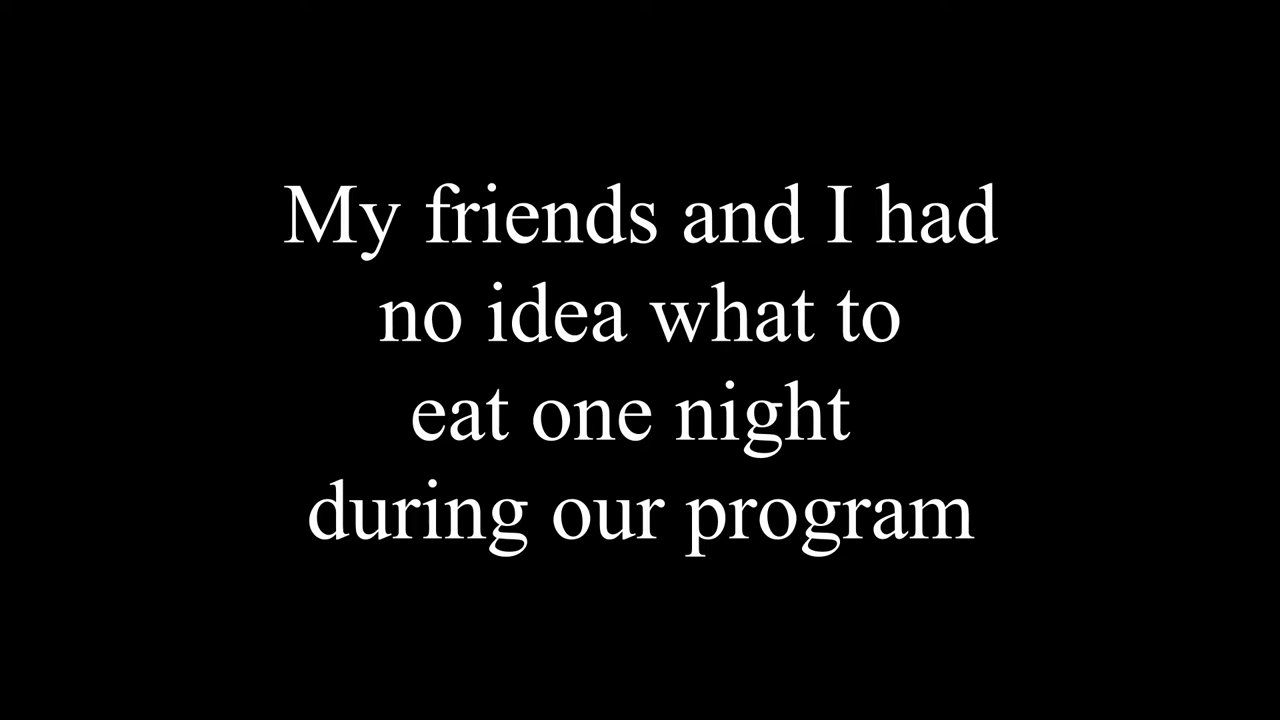 My friends and I had
no idea what to
eat one night
during our program